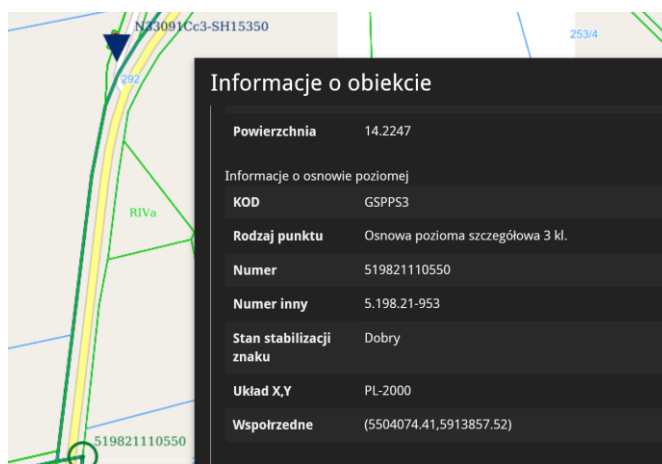 N33091Cc3-SH15350
253/4
292
RIVa
519821110550
Informacje o obiekcie
Powierzchnia 14.2247
Informacje o osnowie poziomej
KOD GSPPS3
Rodzaj punktu Osnowa pozioma szczegółowa 3 kl.
Numer 519821110550
Numer inny 5.198.21-953
Stan stabilizacji Dobry
znaku
Układ X,Y PL-2000
Wspołrzedne (5504074.41,5913857.52)